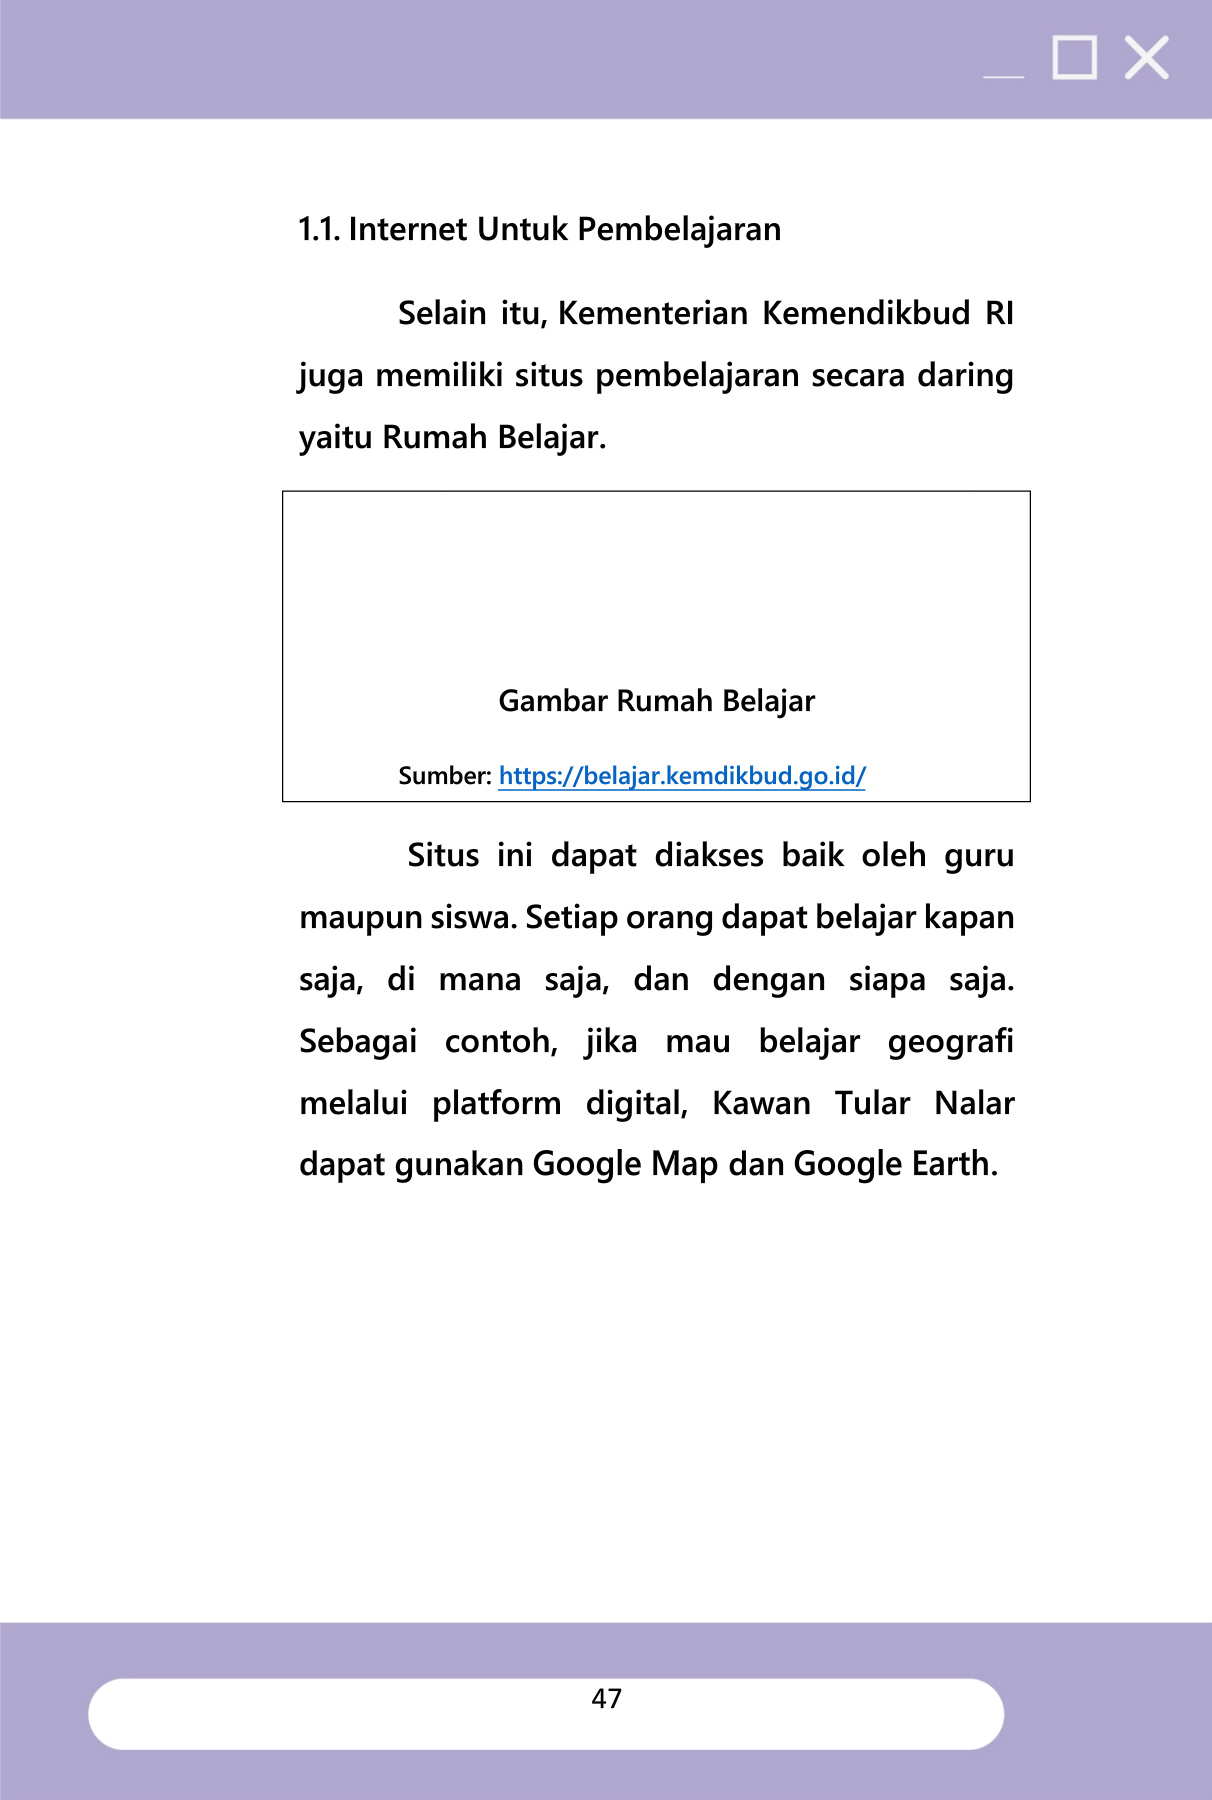 1.1. Internet Untuk Pembelajaran
Selain itu, Kementerian Kemendikbud RI
juga memiliki situs pembelajaran secara daring
yaitu Rumah Belajar.
Gambar Rumah Belajar
Sumber: https://belajar.kemdikbud.go.id/
Situs ini dapat diakses baik oleh guru
maupun siswa. Setiap orang dapat belajar kapan
saja, di mana saja, dan dengan siapa saja.
Sebagai contoh, jika mau belajar geografi
melalui platform digital, Kawan Tular Nalar
dapat gunakan Google Map dan Google Earth.
47